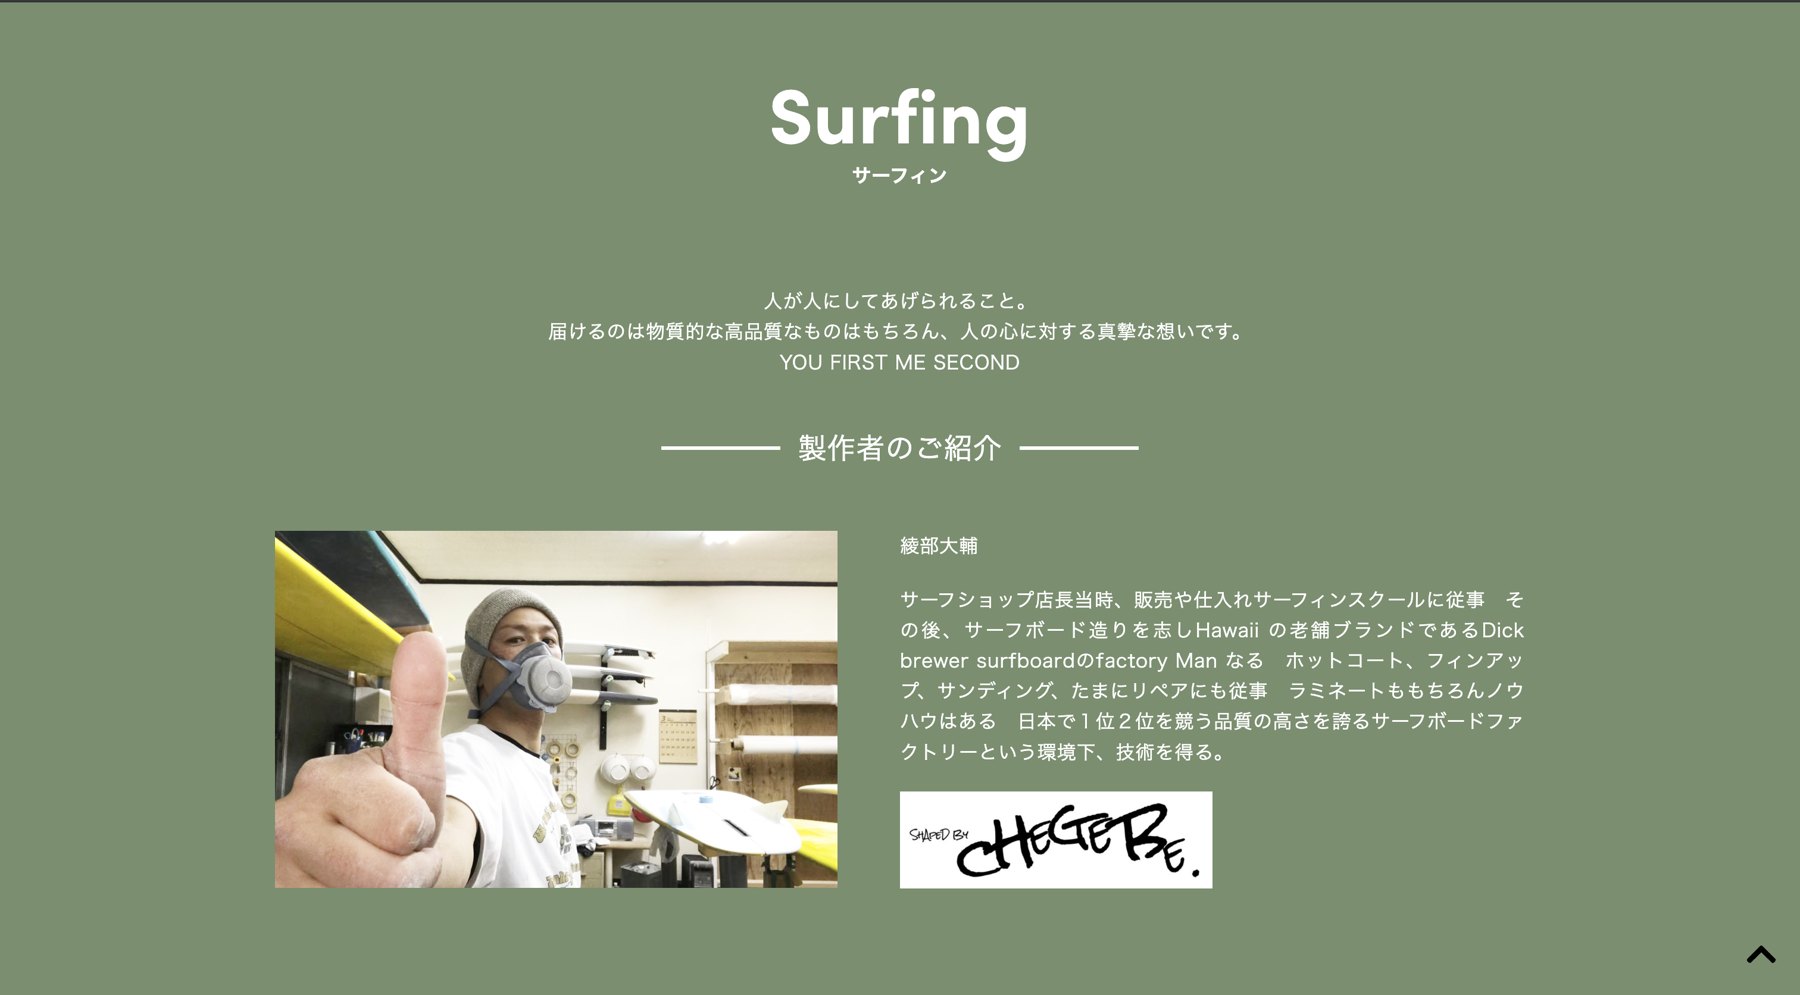 Surfing
サーフィン
人が人にしてあげられること。
届けるのは物質的な高品質なものはもちろん、人の心に対する真摯な想いです。
YOU FIRST ME SECOND
製作者のご紹介
綾部大輔
サーフショップ店長当時、販売や仕入れサーフィンスクールに従事　そ
の後、サーフボード造りを志しHawaii の老舗ブランドであるDick
brewer surfboardのfactory Man なる　ホットコート、フィンアッ
プ、サンディング、たまにリペアにも従事　ラミネートももちろんノウ
ハウはある　日本で１位２位を競う品質の高さを誇るサーフボードファ
クトリーという環境下、技術を得る。
SHAPED BY CHEGEBE.